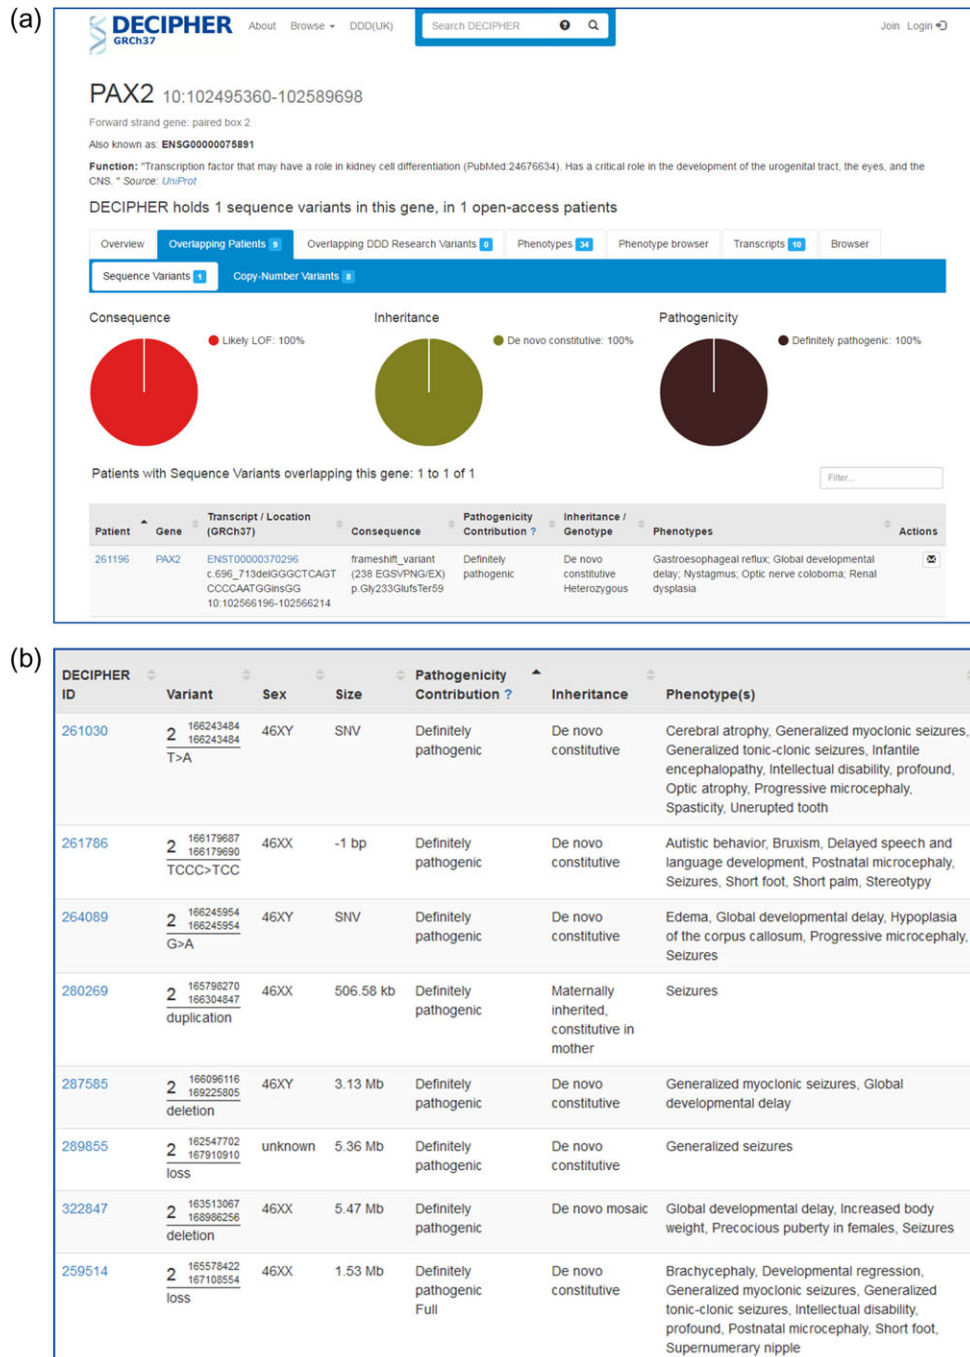 (a)
DECIPHER
GRCh37
About Browse DDD(UK)
Search DECIPHER
Join Login
PAX2 10:102495360-102589698
Forward strand gene: paired box 2
Also known as: ENSG00000075891
Function: "Transcription factor that may have a role in kidney cell differentiation (PubMed:24676634). Has a critical role in the development of the urogenital tract, the eyes, and the
CNS. " Source: UniProt
DECIPHER holds 1 sequence variants in this gene, in 1 open-access patients
Overview Overlapping Patients 9 Overlapping DDD Research Variants 0 Phenotypes 34 Phenotype browser Transcripts 10 Browser
Sequence Variants 1 Copy-Number Variants 8
Consequence Inheritance Pathogenicity
Likely LOF: 100% De novo constitutive: 100% Definitely pathogenic: 100%
Patients with Sequence Variants overlapping this gene: 1 to 1 of 1
Filter...
Patient Gene Transcript / Location (GRCh37) Consequence Pathogenicity Contribution ? Inheritance / Genotype Phenotypes Actions
261196 PAX2 ENST00000370296 frameshift_variant Definitely De novo Gastroesophageal reflux; Global developmental
c.696_713delGGGCTCAGT (238 EGSVPNG/EX) pathogenic constitutive delay; Nystagmus; Optic nerve coloboma; Renal
CCCCAATGGinsGG p.Gly233GlufsTer59 Heterozygous dysplasia
10:102566196-102566214
(b)
DECIPHER Pathogenicity
ID Variant Sex Size Contribution ? Inheritance Phenotype(s)
261030 2 166243484 46XY SNV Definitely De novo Cerebral atrophy, Generalized myoclonic seizures,
166243484 pathogenic constitutive Generalized tonic-clonic seizures, Infantile
T>A encephalopathy, Intellectual disability, profound,
Optic atrophy, Progressive microcephaly,
Spasticity, Unerupted tooth
261786 2 166179687 46XX -1 bp Definitely De novo Autistic behavior, Bruxism, Delayed speech and
166179690 pathogenic constitutive language development, Postnatal microcephaly,
TCCC>TCC Seizures, Short foot, Short palm, Stereotypy
264089 2 166245954 46XY SNV Definitely De novo Edema, Global developmental delay, Hypoplasia
166245954 pathogenic constitutive of the corpus callosum, Progressive microcephaly,
G>A Seizures
280269 2 165798270 46XX 506.58 kb Definitely Maternally Seizures
166304847 pathogenic inherited,
duplication constitutive in
mother
287585 2 166096116 46XY 3.13 Mb Definitely De novo Generalized myoclonic seizures, Global
169225805 pathogenic constitutive developmental delay
deletion
289855 2 162547702 unknown 5.36 Mb Definitely De novo Generalized seizures
167910910 pathogenic constitutive
loss
322847 2 163513067 46XX 5.47 Mb Definitely De novo mosaic Global developmental delay, Increased body
168986256 pathogenic weight, Precocious puberty in females, Seizures
deletion
259514 2 165578422 46XX 1.53 Mb Definitely De novo Brachycephaly, Developmental regression,
167108554 pathogenic constitutive Generalized myoclonic seizures, Generalized
loss Full tonic-clonic seizures, Intellectual disability,
profound, Postnatal microcephaly, Short foot,
Supernumerary nipple